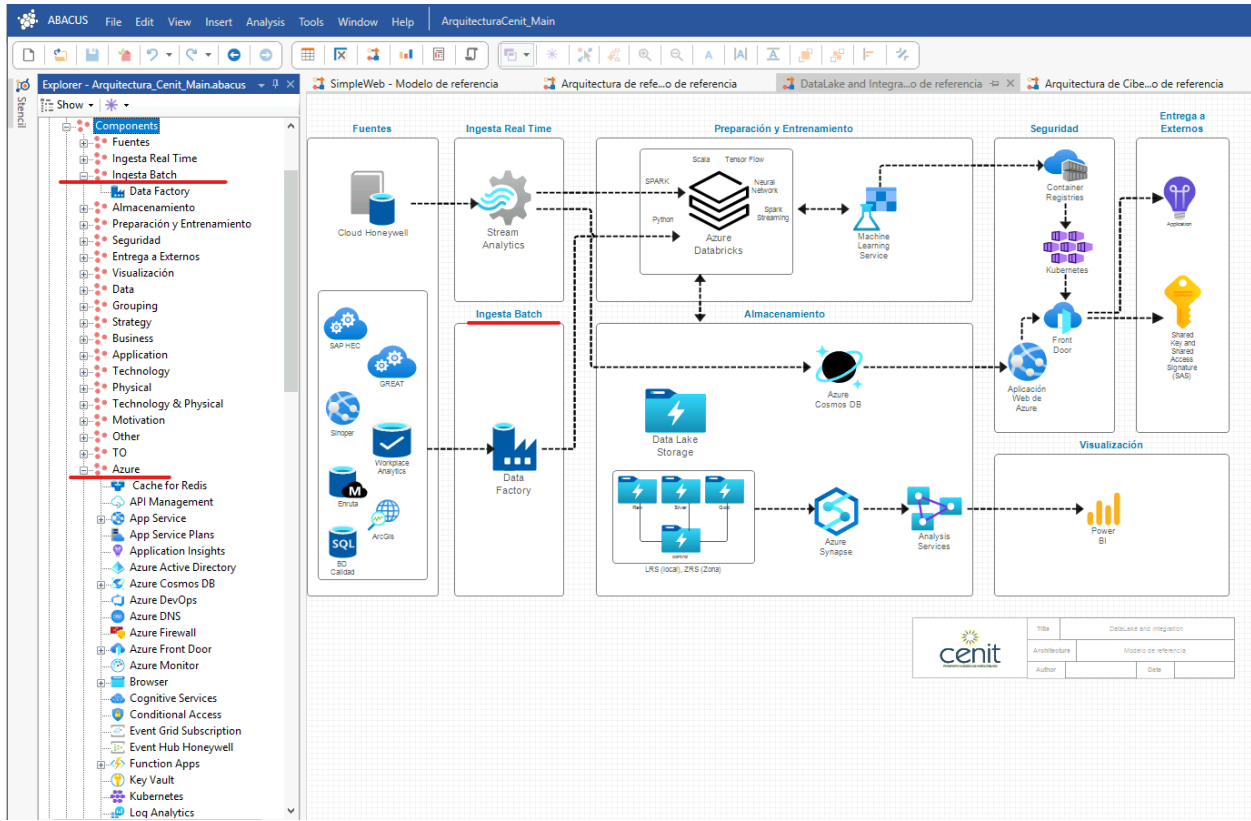 ABACUS File Edit View Insert Analysis Tools Window Help ArquitecturaCenit_Main
Explorer - Arquitectura_Cenit_Main.abacus
Show
Stencil
Components
Fuentes
Ingesta Real Time
Ingesta Batch
Data Factory
Almacenamiento
Preparación y Entrenamiento
Seguridad
Entrega a Externos
Visualización
Data
Grouping
Strategy
Business
Application
Technology
Physical
Technology & Physical
Motivation
Other
TO
Azure
Cache for Redis
API Management
App Service
App Service Plans
Application Insights
Azure Active Directory
Azure Cosmos DB
Azure DevOps
Azure DNS
Azure Firewall
Azure Front Door
Azure Monitor
Browser
Cognitive Services
Conditional Access
Event Grid Subscription
Event Hub Honeywell
Function Apps
Key Vault
Kubernetes
Log Analytics
SimpleWeb - Modelo de referencia
Arquitectura de refe...o de referencia
DataLake and Integra...o de referencia
Arquitectura de Cibe...o de referencia
Fuentes
Cloud Honeywell
SAP HEC
GREAT
Sinoper
Workplace
Analytics
Enruta
ArcGis
SQL
BD
Calidad
Ingesta Real Time
Stream
Analytics
Ingesta Batch
Data
Factory
Preparación y Entrenamiento
Scala Tensor Flow
SPARK
Neural
Network
Python
Spark
Streaming
Azure
Databricks
Machine
Learning
Service
Almacenamiento
Azure
Cosmos DB
Data Lake
Storage
Silver
Gold
LRS (local), ZRS (Zona)
Azure
Synapse
Analysis
Services
Seguridad
Container
Registries
Kubernetes
Front
Door
Aplicación
Web de
Azure
Entrega a
Externos
Application
Shared
Key and
Shared
Access
Signature
(SAS)
Visualización
Power
BI
cenit
Title DataLake and Integration
Architecture Modelo de referencia
Author Date